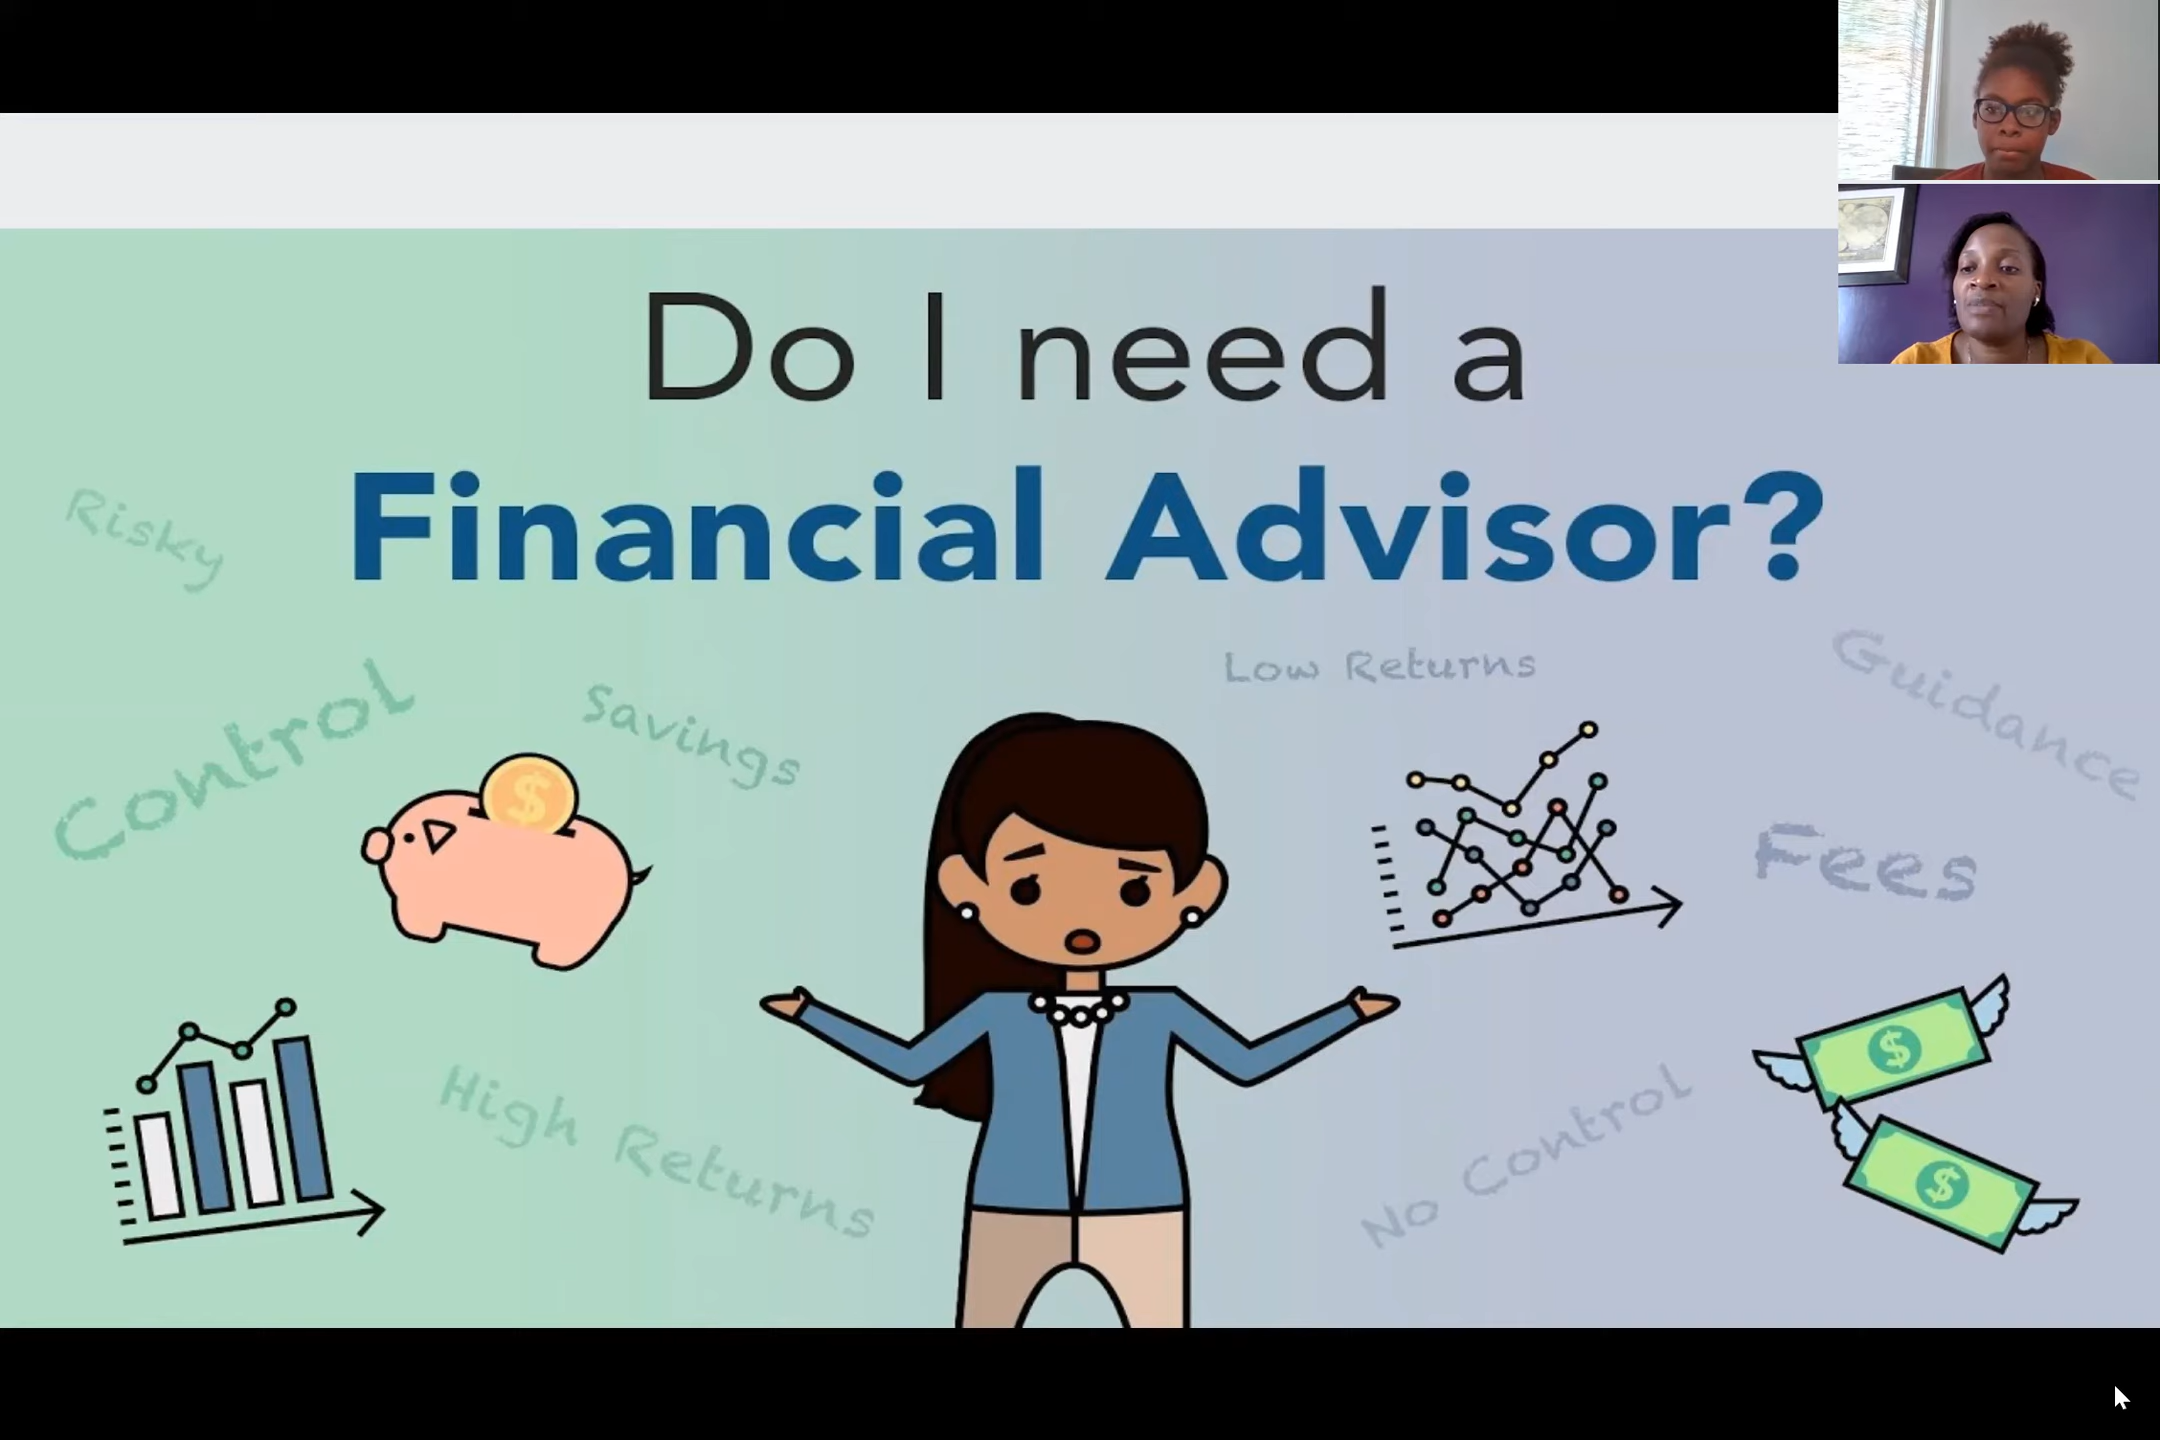 Do I need a
Financial Advisor?
Risky
Control
Savings
Low Returns
Guidance
$
Fees
High Returns
No Control
$
$